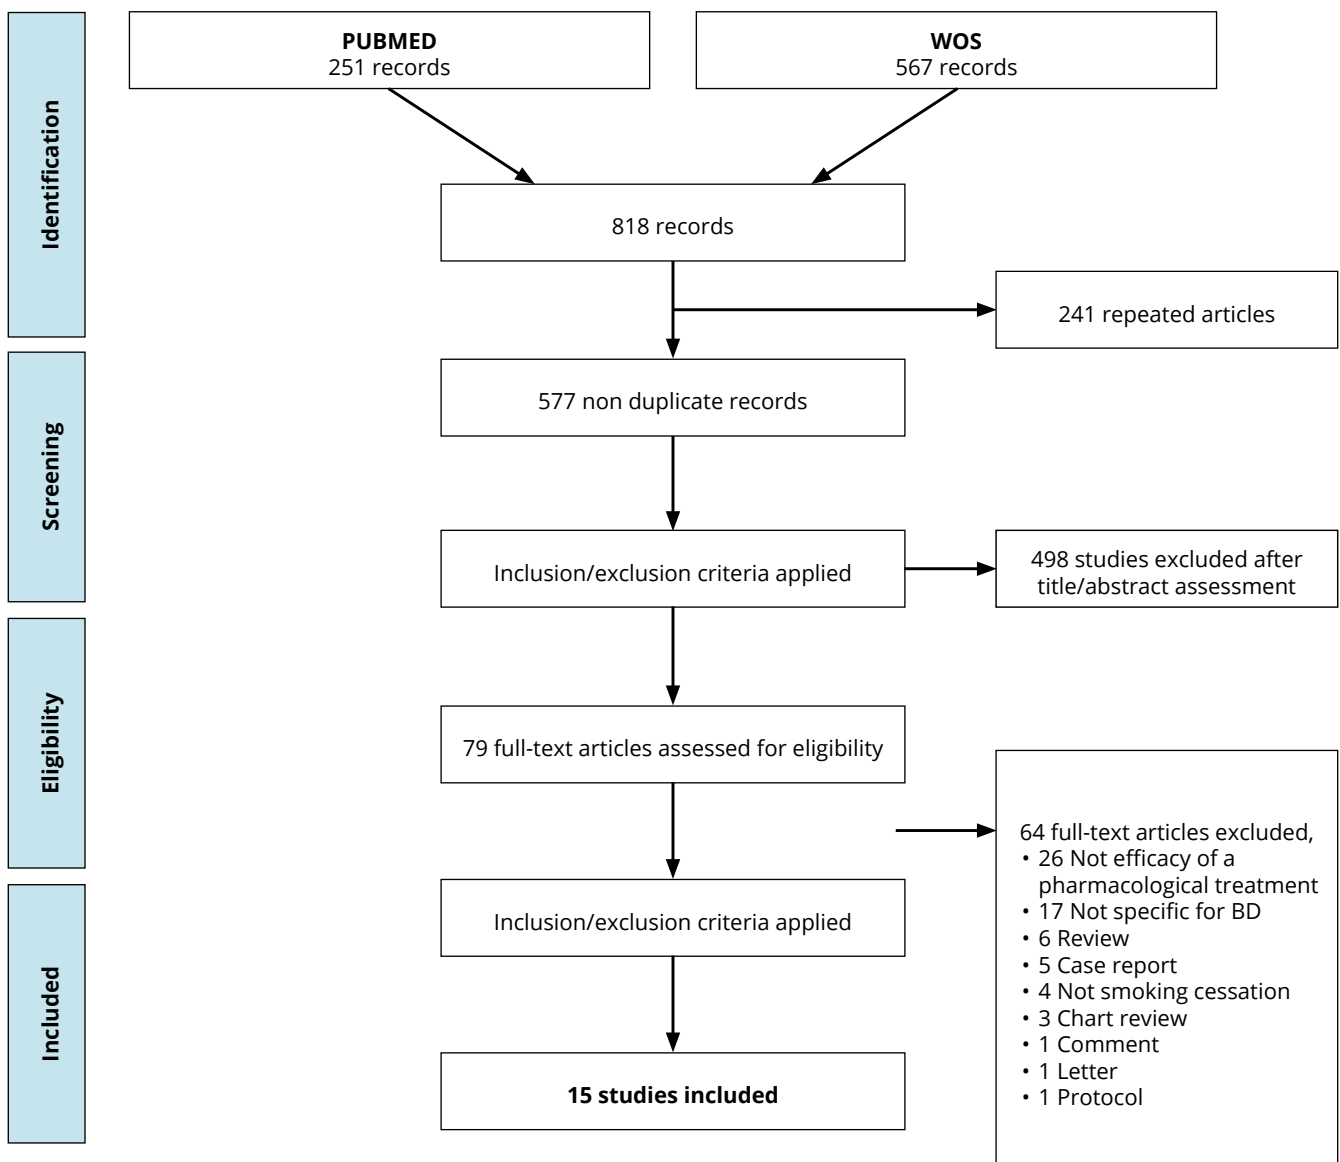 Identification
PUBMED
251 records
WOS
567 records
818 records
241 repeated articles
Screening
577 non duplicate records
Inclusion/exclusion criteria applied
498 studies excluded after
title/abstract assessment
Eligibility
79 full-text articles assessed for eligibility
64 full-text articles excluded,
• 26 Not efficacy of a
pharmacological treatment
• 17 Not specific for BD
• 6 Review
• 5 Case report
• 4 Not smoking cessation
• 3 Chart review
• 1 Comment
• 1 Letter
• 1 Protocol
Included
Inclusion/exclusion criteria applied
15 studies included